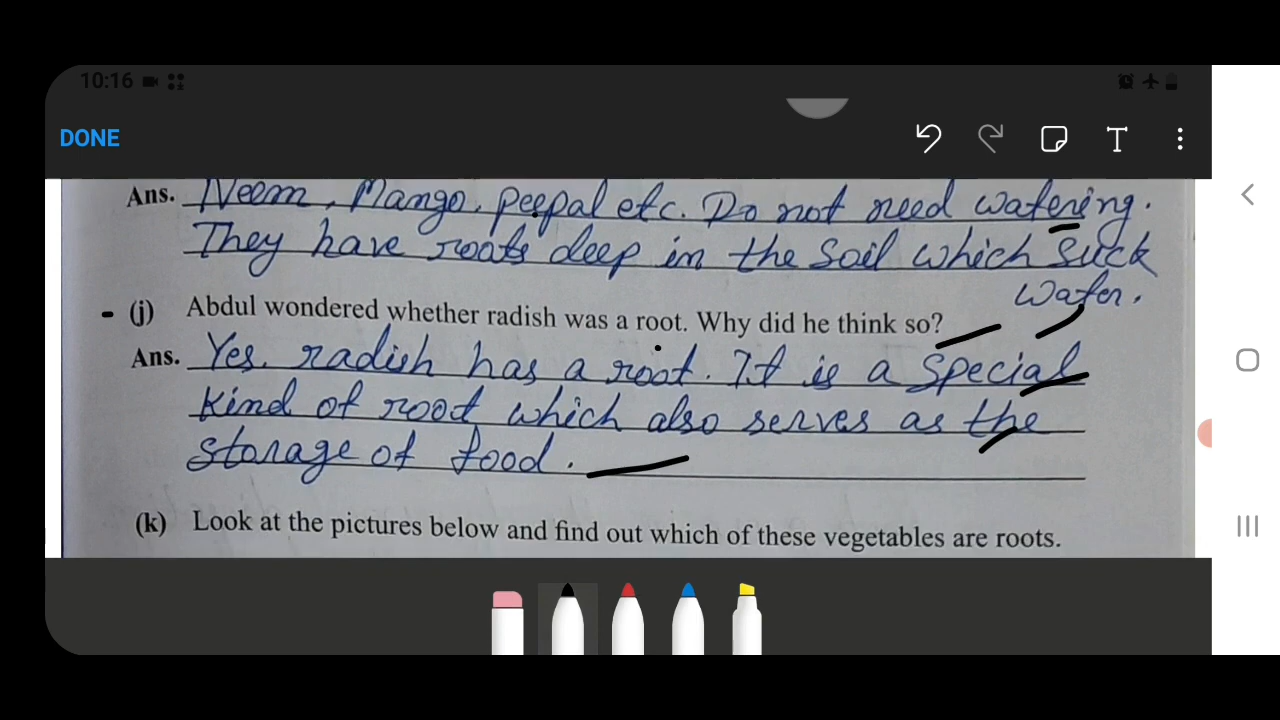 10:16
DONE
T
Ans. Neem, Mango, Peepal etc. Do not need watering.
They have roots deep in the Soil which Suck
Water.
(j) Abdul wondered whether radish was a root. Why did he think so?
Ans. Yes, radish has a root. It is a Special
Kind of root which also serves as the
storage of food.
(k) Look at the pictures below and find out which of these vegetables are roots.